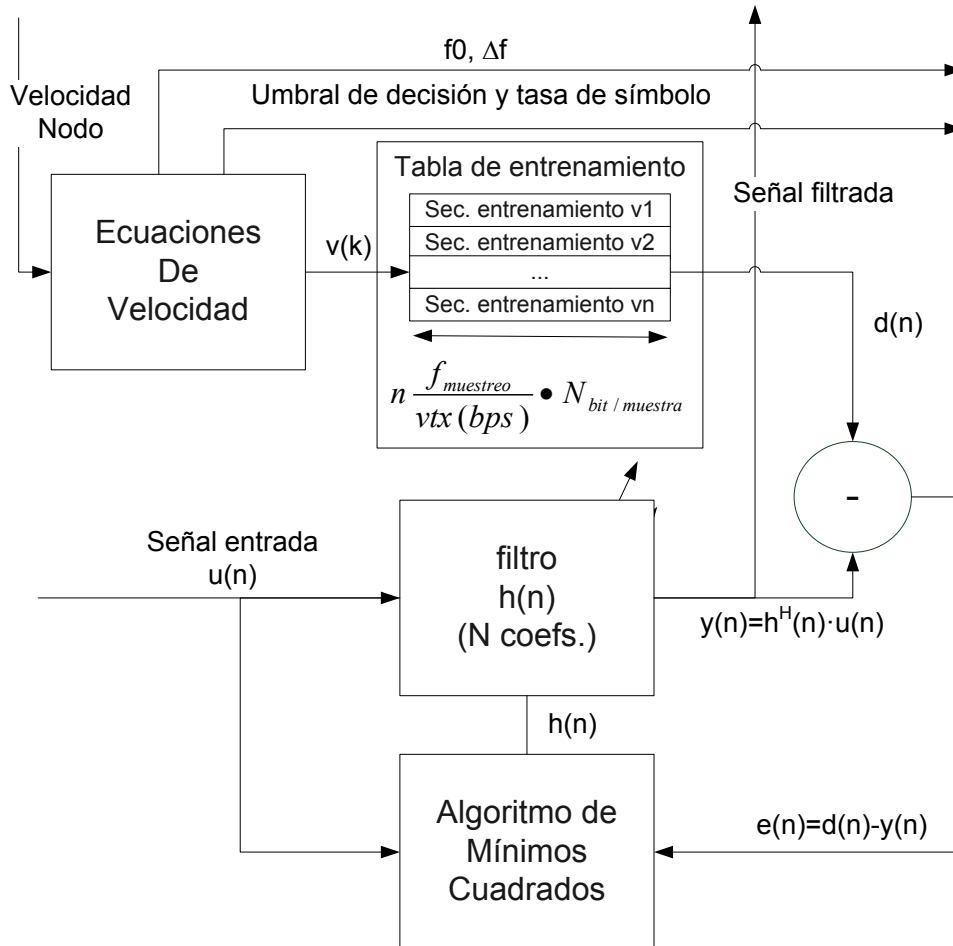 f0, Δf
Velocidad
Nodo
Umbral de decisión y tasa de símbolo
Tabla de entrenamiento
Sec. entrenamiento v1
Sec. entrenamiento v2
...
Sec. entrenamiento vn
n f_muestreo / vtx (bps) • N_bit / muestra
Señal filtrada
Ecuaciones
De
Velocidad
v(k)
d(n)
-
Señal entrada
u(n)
filtro
h(n)
(N coefs.)
y(n)=h^H(n)·u(n)
h(n)
Algoritmo de
Mínimos
Cuadrados
e(n)=d(n)-y(n)